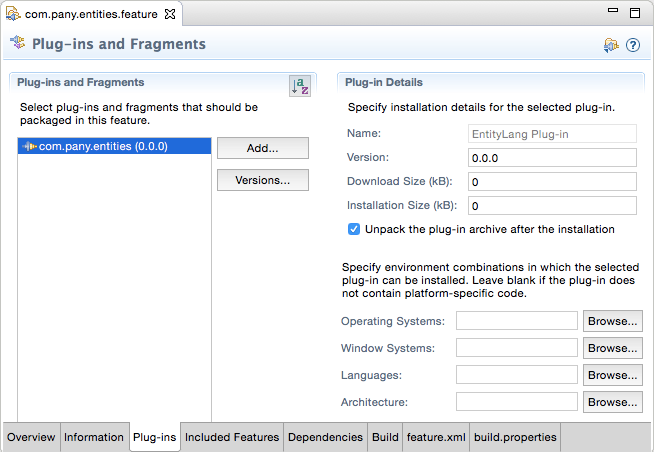 com.pany.entities.feature
Plug-ins and Fragments
Plug-ins and Fragments
a
z
Select plug-ins and fragments that should be
packaged in this feature.
com.pany.entities (0.0.0)
Add...
Versions...
Plug-in Details
Specify installation details for the selected plug-in.
Name: EntityLang Plug-in
Version: 0.0.0
Download Size (kB): 0
Installation Size (kB): 0
Unpack the plug-in archive after the installation
Specify environment combinations in which the selected
plug-in can be installed. Leave blank if the plug-in does
not contain platform-specific code.
Operating Systems: Browse...
Window Systems: Browse...
Languages: Browse...
Architecture: Browse...
Overview Information Plug-ins Included Features Dependencies Build feature.xml build.properties